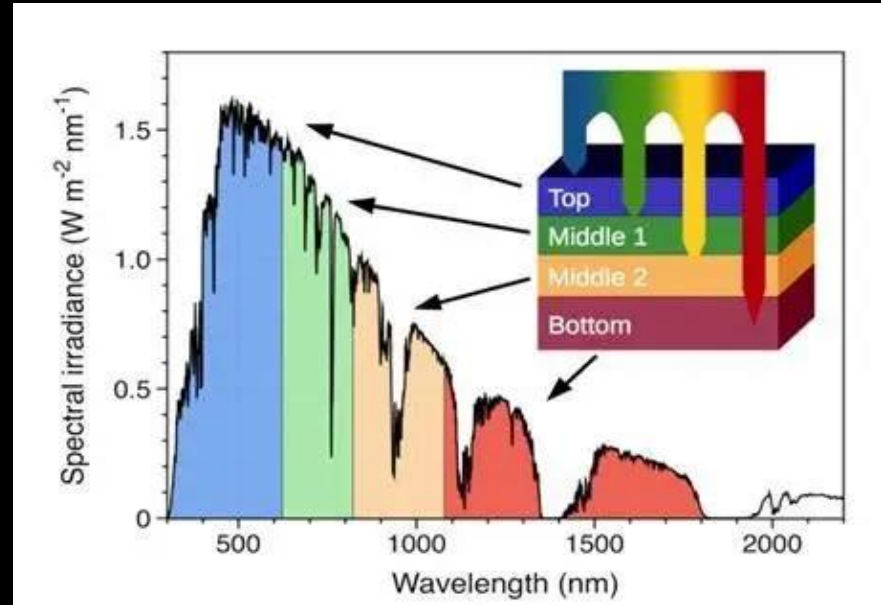 Spectral irradiance (W m⁻² nm⁻¹)
1.5
1.0
0.5
0
500
1000
1500
2000
Wavelength (nm)
Top
Middle 1
Middle 2
Bottom